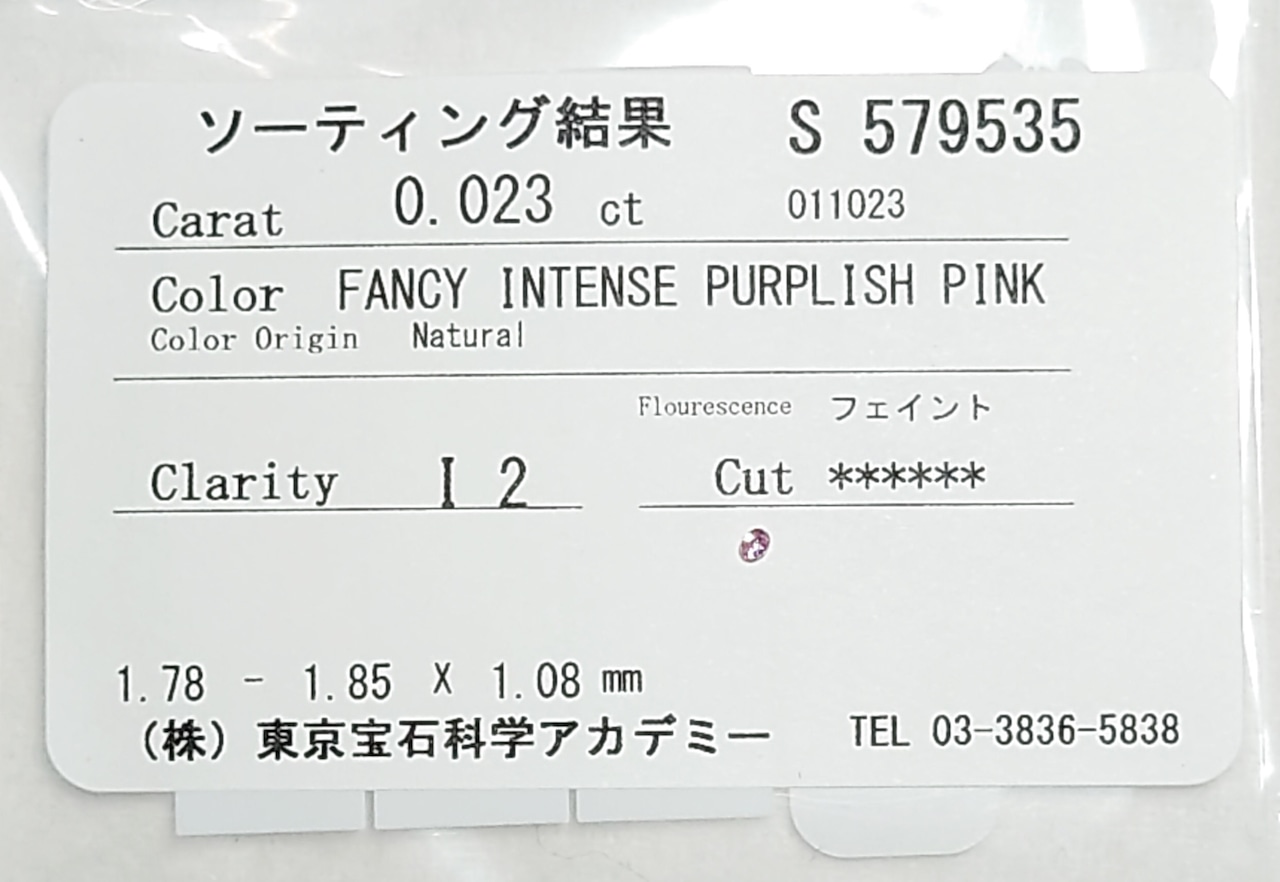 ソーティング結果 S 579535
Carat 0.023 ct 011023
Color FANCY INTENSE PURPLISH PINK
Color Origin Natural
Flourescence フェイント
Clarity I 2 Cut ******
1.78 - 1.85 X 1.08 mm
(株) 東京宝石科学アカデミー TEL 03-3836-5838